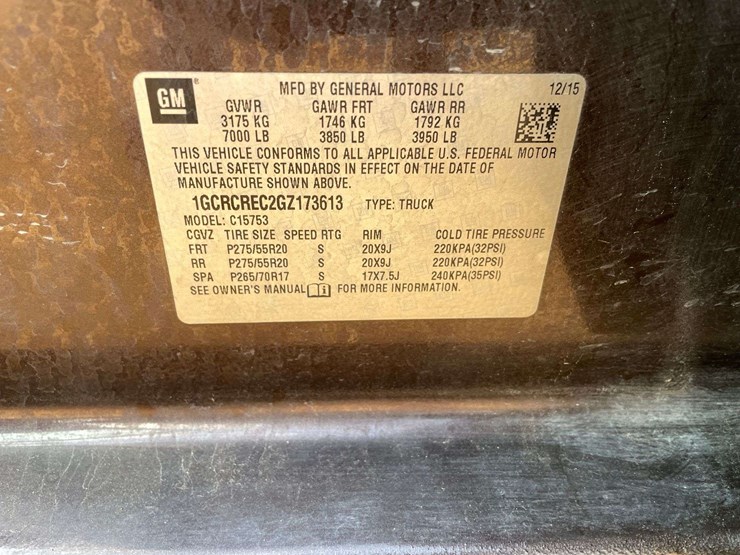 GM
MFD BY GENERAL MOTORS LLC 12/15
GVWR GAWR FRT GAWR RR
3175 KG 1746 KG 1792 KG
7000 LB 3850 LB 3950 LB
THIS VEHICLE CONFORMS TO ALL APPLICABLE U.S. FEDERAL MOTOR
VEHICLE SAFETY STANDARDS IN EFFECT ON THE DATE OF
MANUFACTURE SHOWN ABOVE.
1GCRCREC2GZ173613 TYPE: TRUCK
MODEL: C15753
CGVZ TIRE SIZE SPEED RTG RIM COLD TIRE PRESSURE
FRT P275/55R20 S 20X9J 220KPA(32PSI)
RR P275/55R20 S 20X9J 220KPA(32PSI)
SPA P265/70R17 S 17X7.5J 240KPA(35PSI)
SEE OWNER'S MANUAL i FOR MORE INFORMATION.